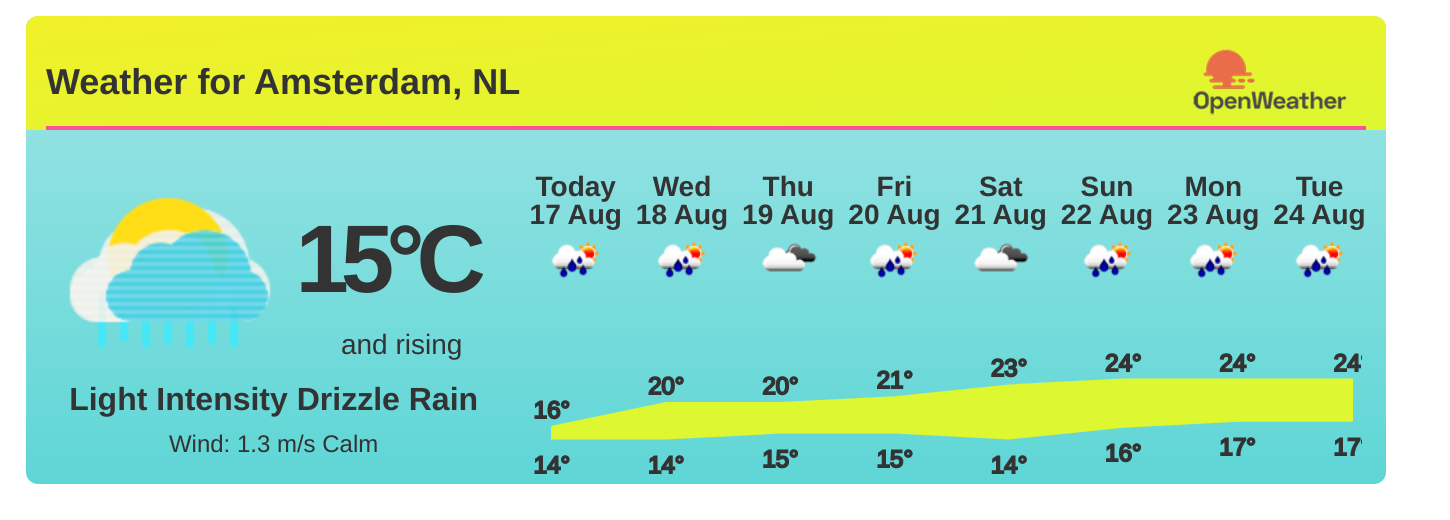 Weather for Amsterdam, NL
OpenWeather
15°C
and rising
Light Intensity Drizzle Rain
Wind: 1.3 m/s Calm
Today Wed Thu Fri Sat Sun Mon Tue
17 Aug 18 Aug 19 Aug 20 Aug 21 Aug 22 Aug 23 Aug 24 Aug
16° 20° 20° 21° 23° 24° 24° 24°
14° 14° 15° 15° 14° 16° 17° 17°